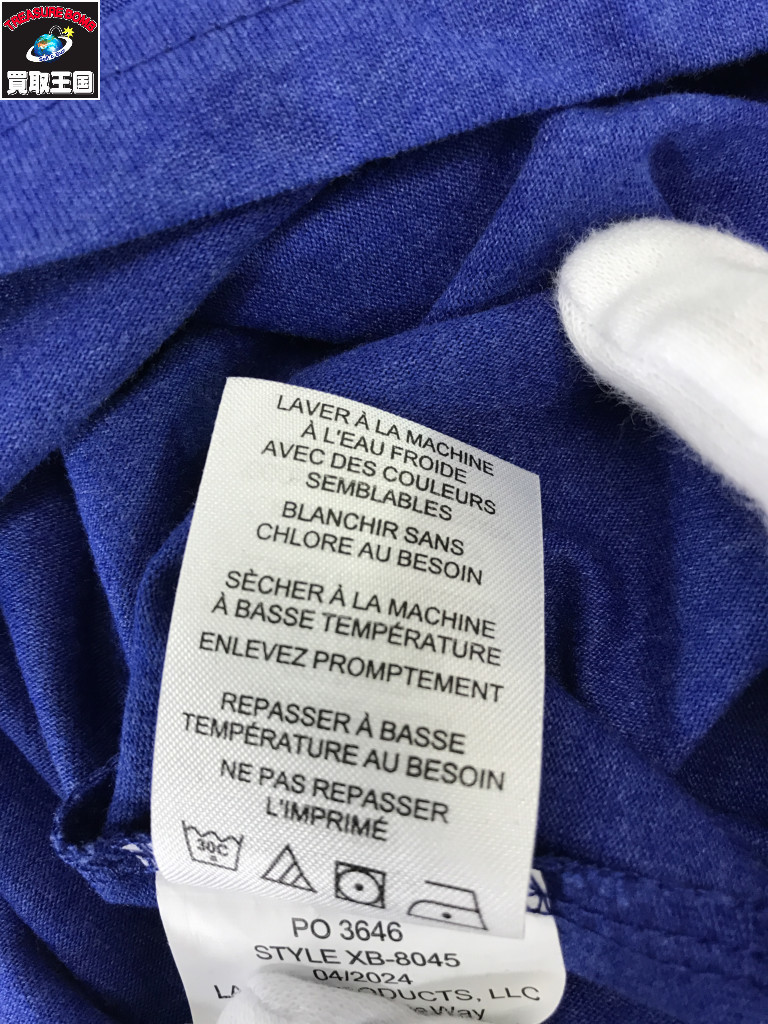 TREASURE BOMB
買取王国
LAVER À LA MACHINE
À L'EAU FROIDE
AVEC DES COULEURS
SEMBLABLES
BLANCHIR SANS
CHLORE AU BESOIN
SÈCHER À LA MACHINE
À BASSE TEMPÉRATURE
ENLEVEZ PROMPTEMENT
REPASSER À BASSE
TEMPÉRATURE AU BESOIN
NE PAS REPASSER
L'IMPRIMÉ
30C
PO 3646
STYLE XB-8045
04/2024
LLC
Way